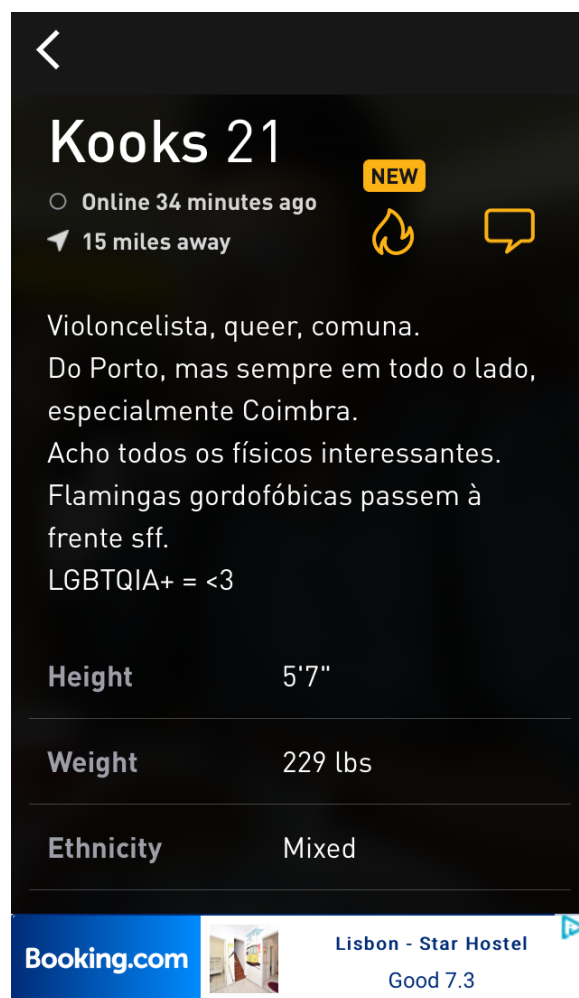 Kooks 21
NEW
Online 34 minutes ago
15 miles away
Violoncelista, queer, comuna.
Do Porto, mas sempre em todo o lado,
especialmente Coimbra.
Acho todos os físicos interessantes.
Flamingas gordofóbicas passem à
frente sff.
LGBTQIA+ = <3
Height 5'7"
Weight 229 lbs
Ethnicity Mixed
Booking.com
Lisbon - Star Hostel
Good 7.3